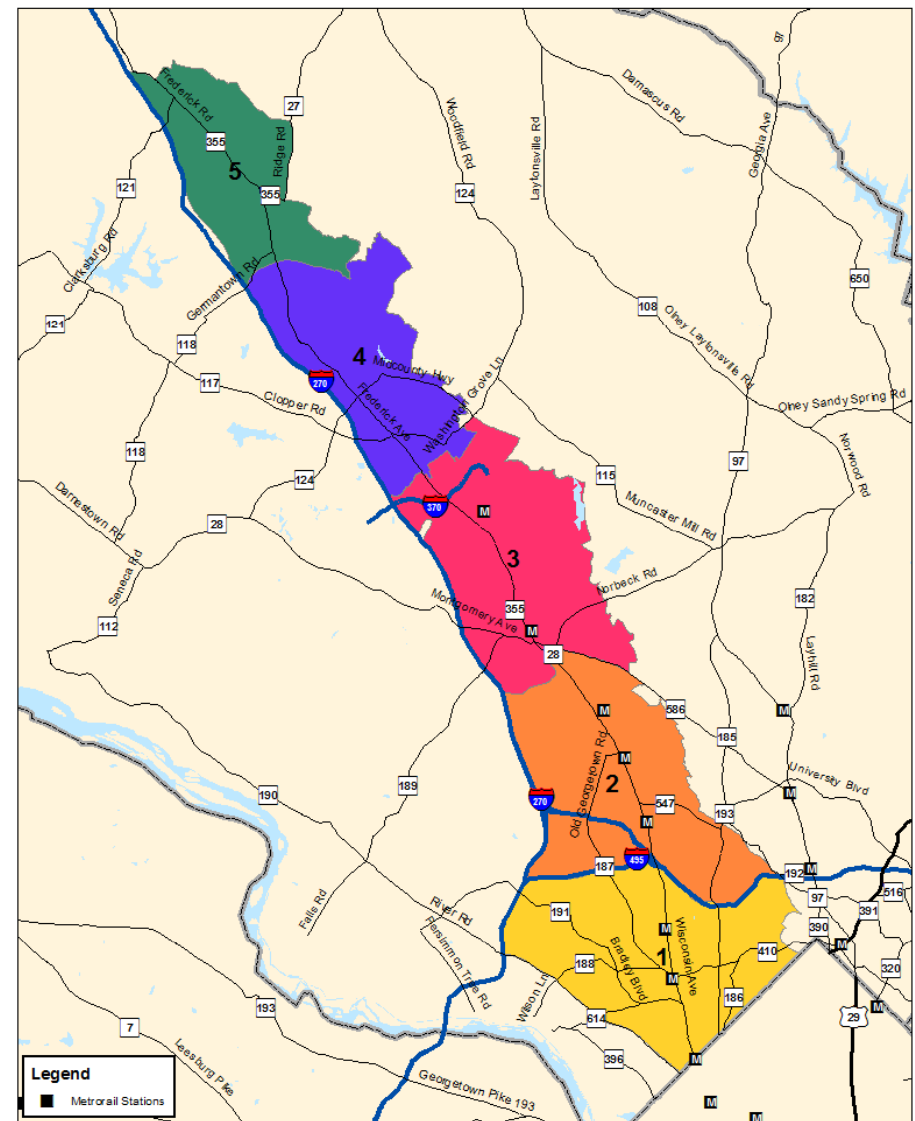 97
Frederick Rd
27
Damascus Rd
Woodfield Rd
Laytonsville Rd
Georgia Ave
355
Ridge Rd
5
121
355
124
Clarksburg Rd
Germantown Rd
650
108
Olney Laytonsville Rd
121
118
4
Midcounty Hwy
270
117
Clopper Rd
Frederick Ave
Washington Grove Ln
Olney Sandy Spring Rd
118
97
Norwood Rd
124
115
Muncaster Mill Rd
370
M
Darnestown Rd
28
3
Seneca Rd
Norbeck Rd
Montgomery Ave
355
182
112
M
28
Layhill Rd
586
M
M
185
Old Georgetown Rd
M
University Blvd
189
2
190
270
547
M
193
M
495
187
192
M
Falls Rd
River Rd
191
97
516
391
Persimmon Tree Rd
Bradley Blvd
Wisconsin Ave
M
390
M
1
410
188
M
320
Wilson Ln
186
193
614
M
29
7
Leesburg Pike
396
M
Legend
Metrorail Stations
Georgetown Pike 193
M
M